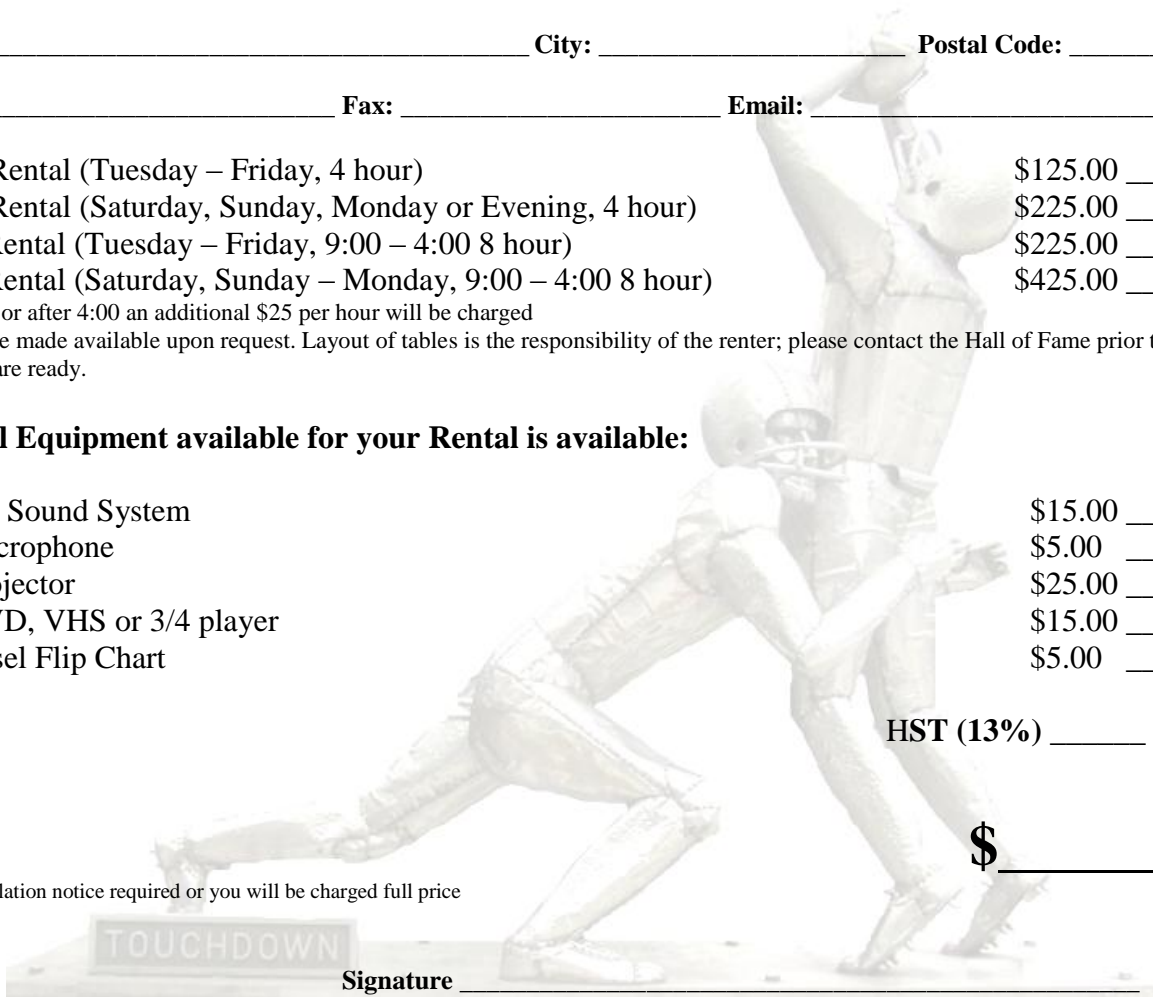 City: Postal Code:
Fax: Email:
Rental (Tuesday – Friday, 4 hour) $125.00
Rental (Saturday, Sunday, Monday or Evening, 4 hour) $225.00
ental (Tuesday – Friday, 9:00 – 4:00 8 hour) $225.00
ental (Saturday, Sunday – Monday, 9:00 – 4:00 8 hour) $425.00
or after 4:00 an additional $25 per hour will be charged
e made available upon request. Layout of tables is the responsibility of the renter; please contact the Hall of Fame prior t
are ready.
l Equipment available for your Rental is available:
Sound System $15.00
crophone $5.00
jector $25.00
D, VHS or 3/4 player $15.00
sel Flip Chart $5.00
HST (13%)
$
lation notice required or you will be charged full price
TOUCHDOWN
Signature